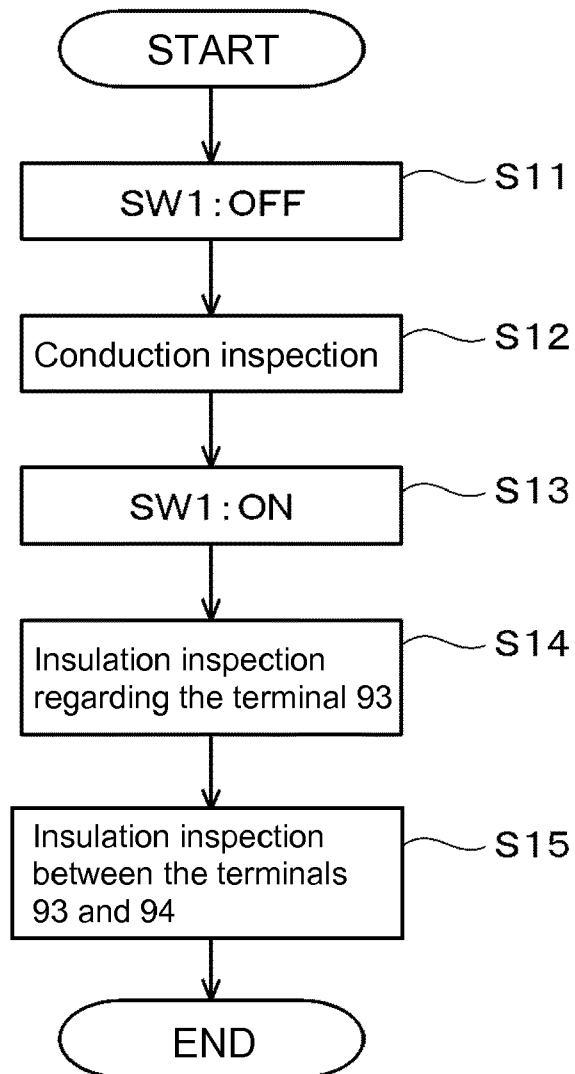 START
SW1:OFF
S11
Conduction inspection
S12
SW1:ON
S13
Insulation inspection
regarding the terminal 93
S14
Insulation inspection
between the terminals
93 and 94
S15
END